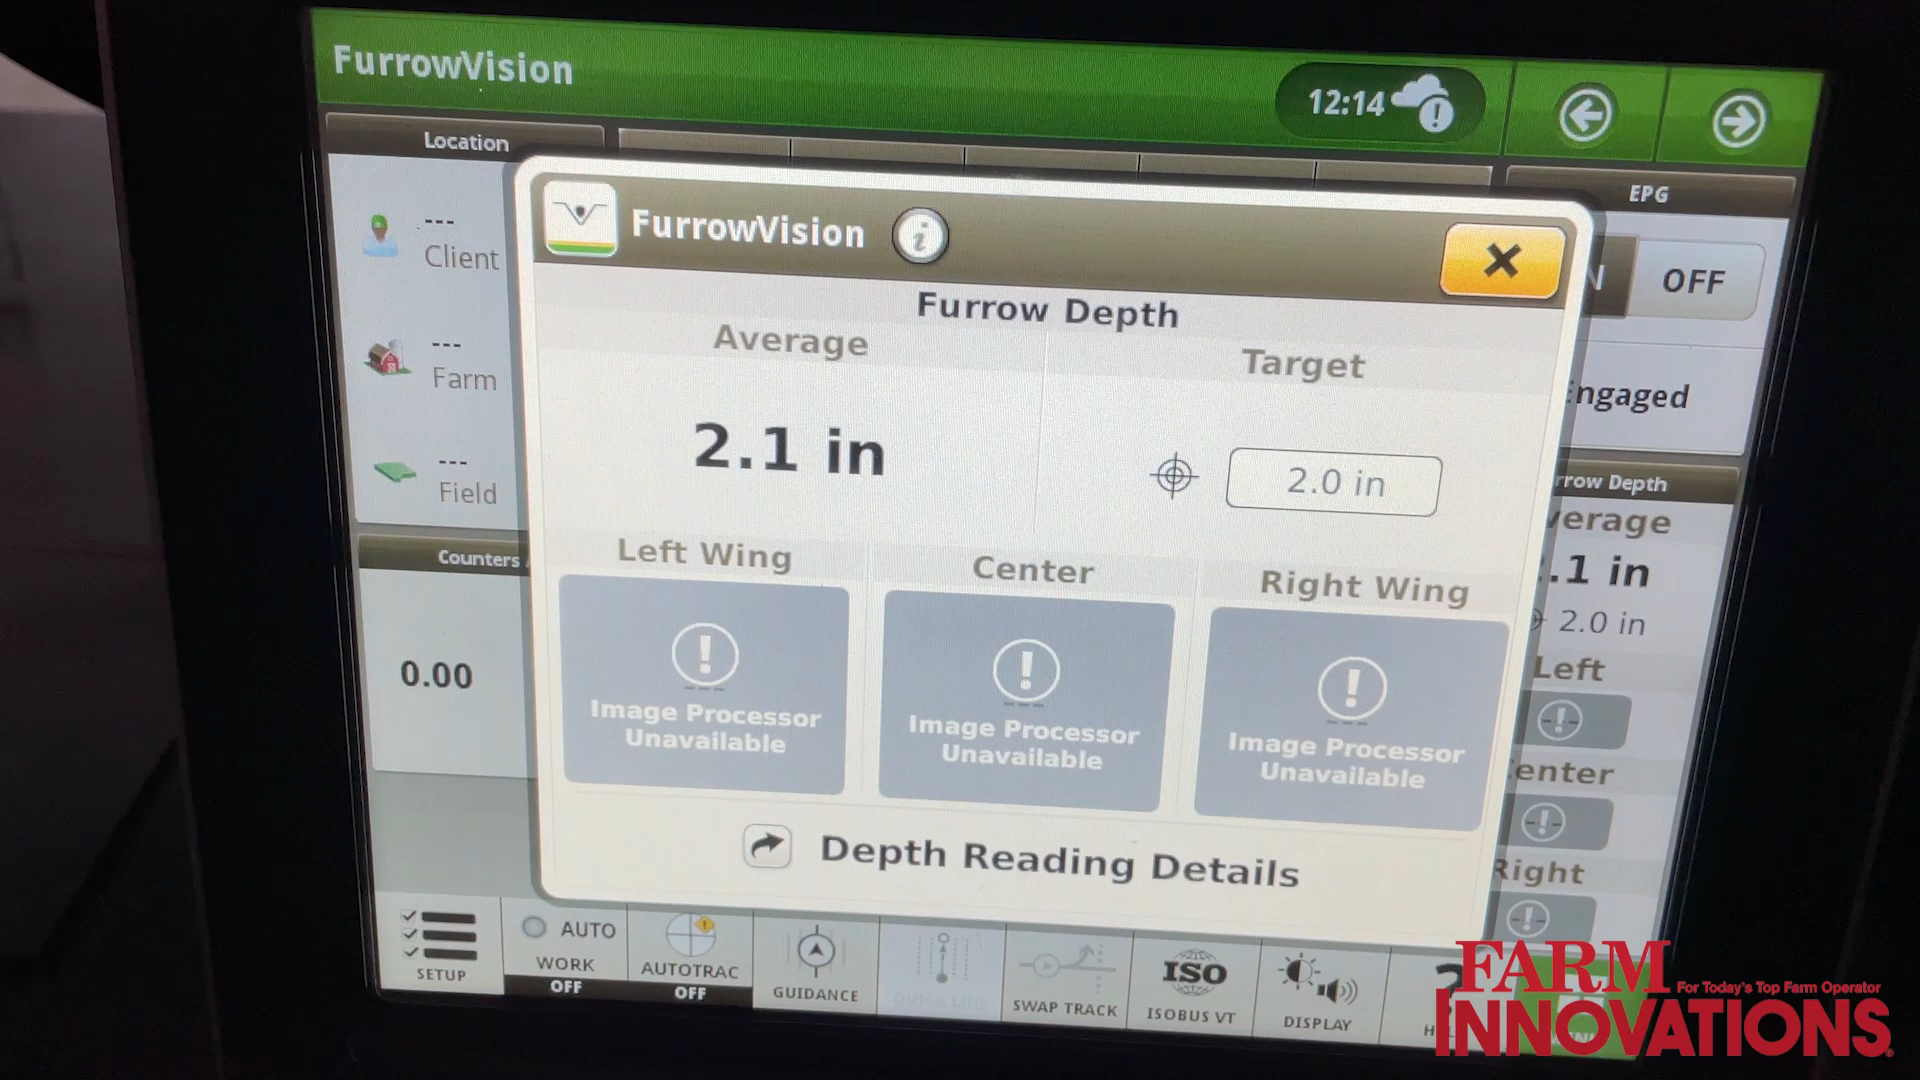 FurrowVision
12:14
Location
EPG
---
Client
---
Farm
---
Field
Counters
0.00
FurrowVision
i
Furrow Depth
Average
Target
2.1 in
2.0 in
Left Wing
Center
Right Wing
Image Processor
Unavailable
Image Processor
Unavailable
Image Processor
Unavailable
Depth Reading Details
N OFF
ngaged
rrow Depth
verage
.1 in
2.0 in
Left
enter
Right
SETUP
AUTO
WORK
OFF
AUTOTRAC
OFF
GUIDANCE
QUICK LINE
SWAP TRACK
ISO
ISOBUS VT
DISPLAY
?
FARM
For Today's Top Farm Operator
INNOVATIONS